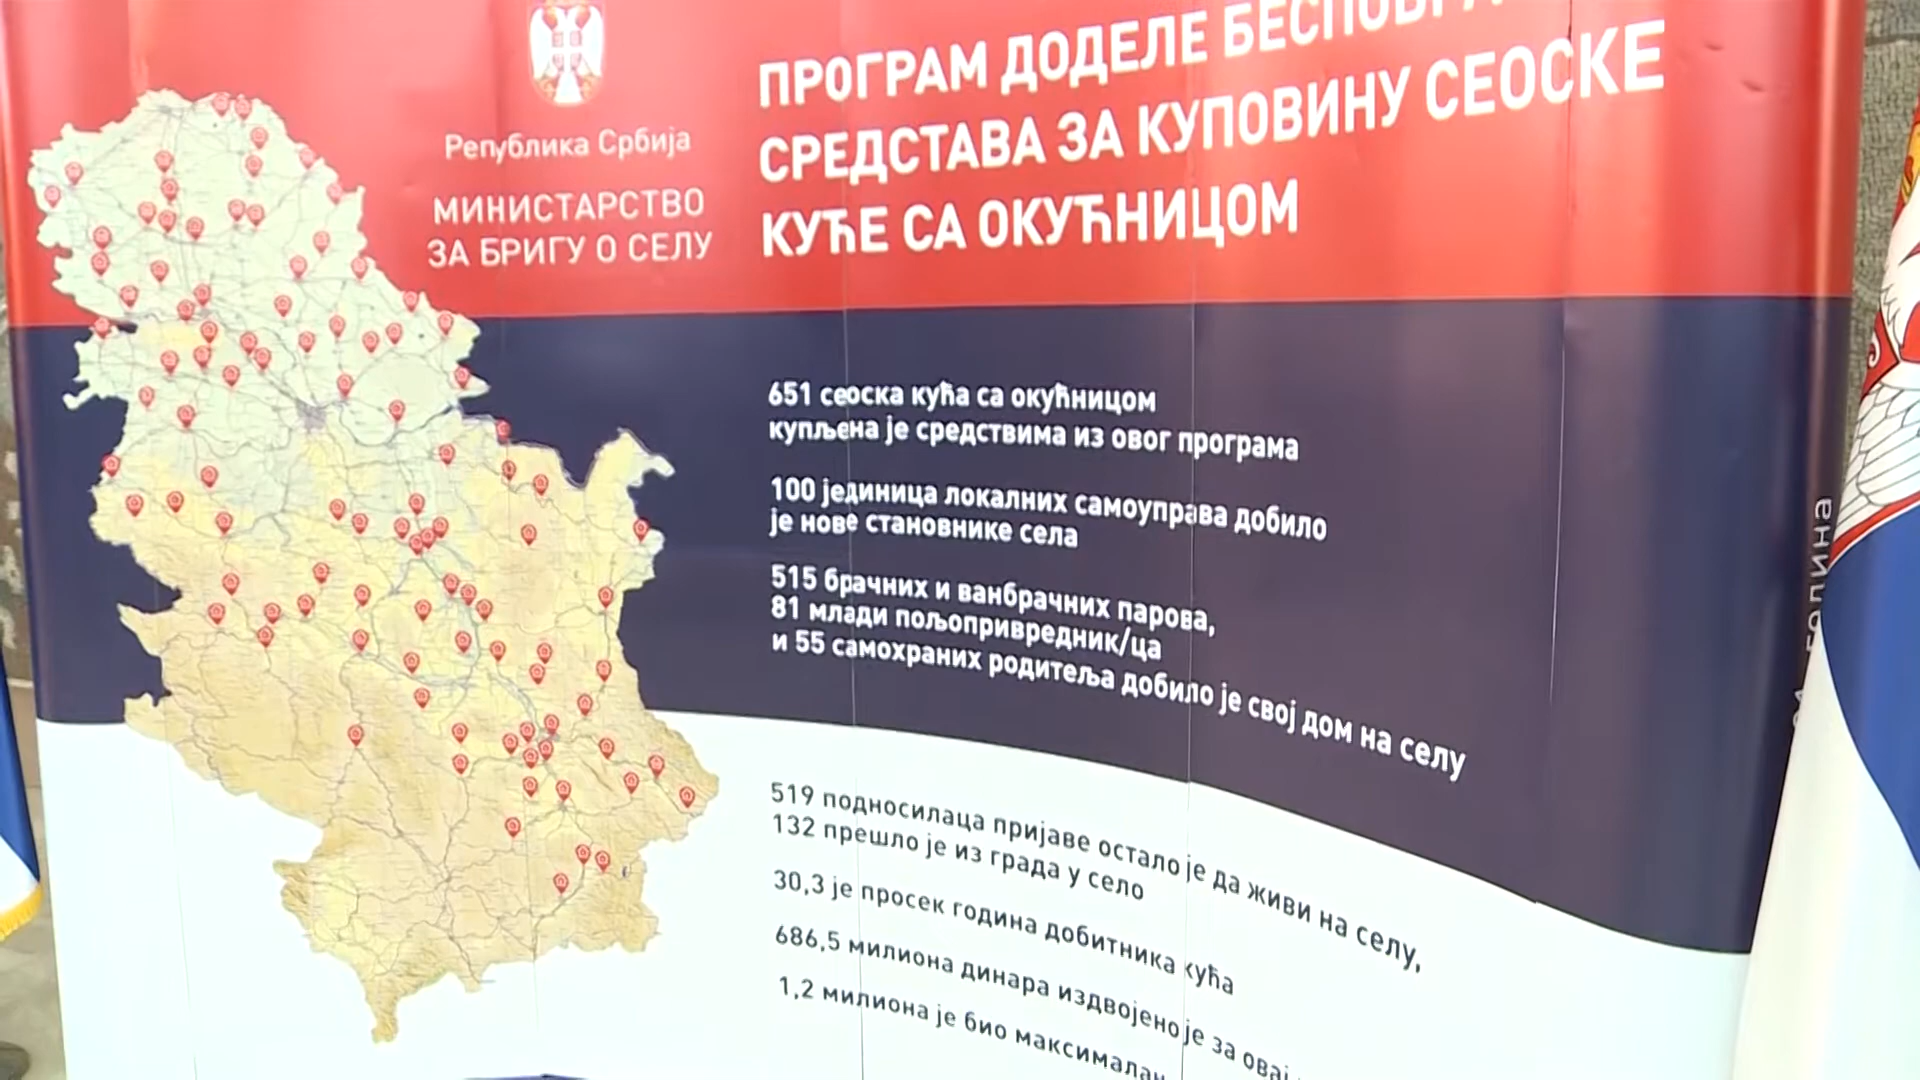 Република Србија
МИНИСТАРСТВО
ЗА БРИГУ О СЕЛУ
ПРОГРАМ ДОДЕЛЕ
СРЕДСТАВА ЗА КУПОВИНУ СЕОСКЕ
КУЋЕ СА ОКУЋНИЦОМ
651 сеоска кућа са окућницом
купљена је средствима из овог програма
100 јединица локалних самоуправа добило
је нове становнике села
515 брачних и ванбрачних парова,
81 млади пољопривредник/ца
и 55 самохраних родитеља добило је свој дом на селу
519 подносилаца пријаве остало је да живи на селу,
132 прешло је из града у село
30,3 је просек година добитника кућа
686,5 милиона динара издвојено је за овај
1,2 милиона је био максималан